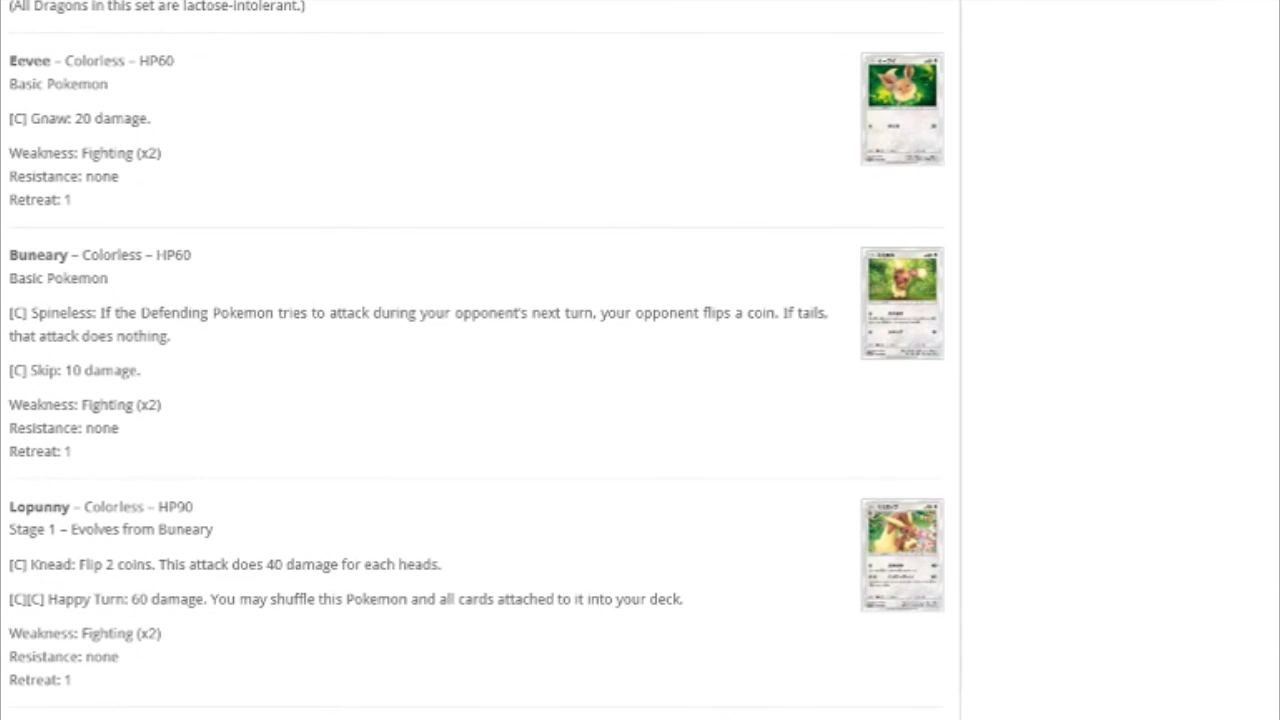 (All Dragons in this set are lactose-intolerant.)
Eevee – Colorless – HP60
Basic Pokemon
[C] Gnaw: 20 damage.
Weakness: Fighting (x2)
Resistance: none
Retreat: 1
Buneary – Colorless – HP60
Basic Pokemon
[C] Spineless: If the Defending Pokemon tries to attack during your opponent's next turn, your opponent flips a coin. If tails,
that attack does nothing.
[C] Skip: 10 damage.
Weakness: Fighting (x2)
Resistance: none
Retreat: 1
Lopunny – Colorless – HP90
Stage 1 – Evolves from Buneary
[C] Knead: Flip 2 coins. This attack does 40 damage for each heads.
[C][C] Happy Turn: 60 damage. You may shuffle this Pokemon and all cards attached to it into your deck.
Weakness: Fighting (x2)
Resistance: none
Retreat: 1